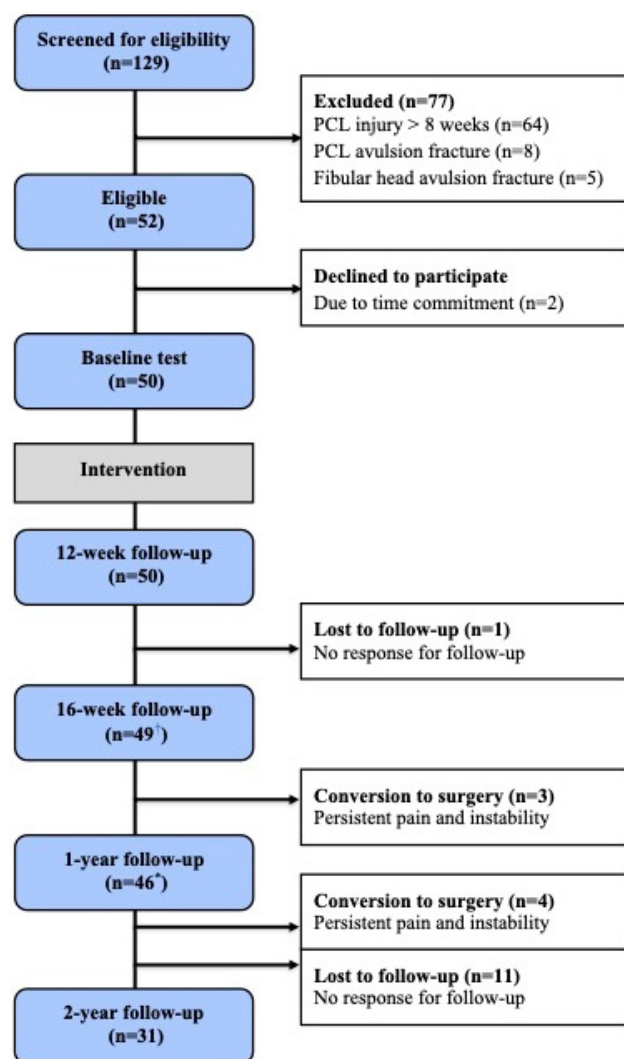 Screened for eligibility
(n=129)
Excluded (n=77)
PCL injury > 8 weeks (n=64)
PCL avulsion fracture (n=8)
Fibular head avulsion fracture (n=5)
Eligible
(n=52)
Declined to participate
Due to time commitment (n=2)
Baseline test
(n=50)
Intervention
12-week follow-up
(n=50)
Lost to follow-up (n=1)
No response for follow-up
16-week follow-up
(n=49†)
Conversion to surgery (n=3)
Persistent pain and instability
1-year follow-up
(n=46*)
Conversion to surgery (n=4)
Persistent pain and instability
Lost to follow-up (n=11)
No response for follow-up
2-year follow-up
(n=31)